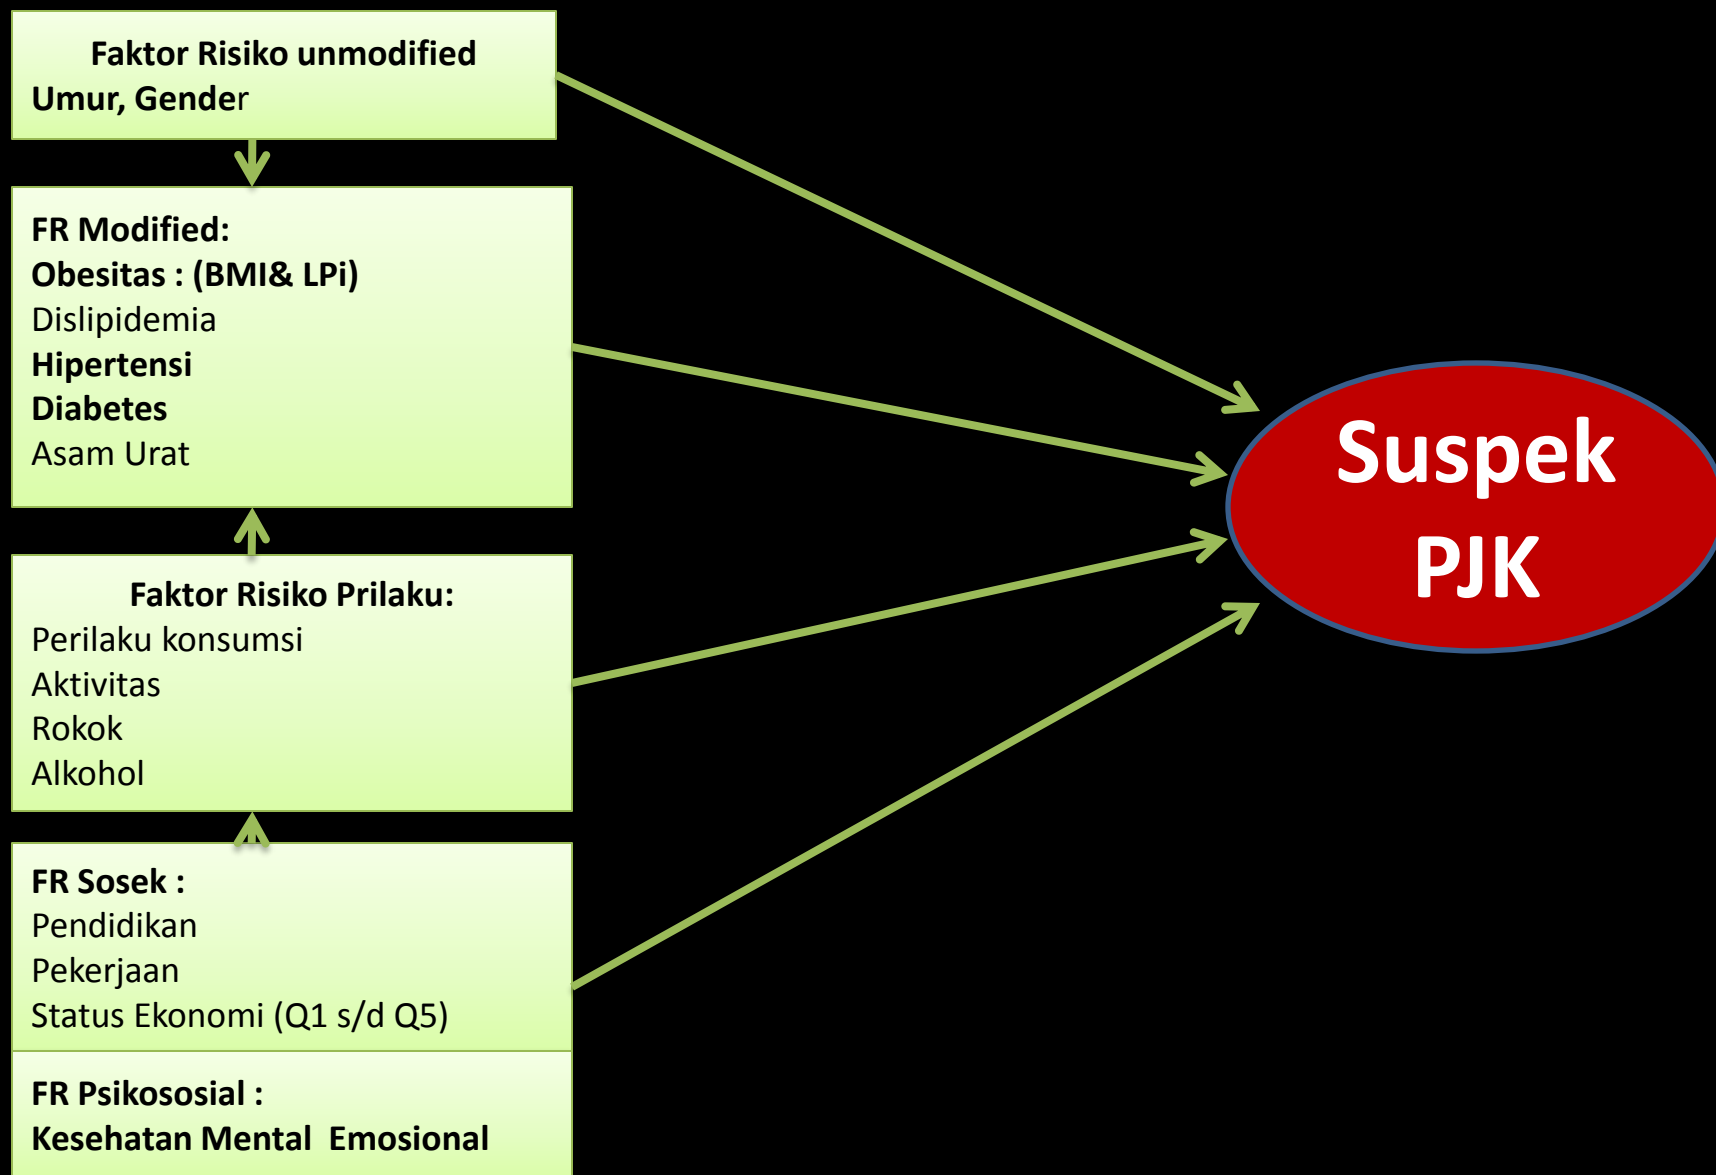 Faktor Risiko unmodified
Umur, Gender
FR Modified:
Obesitas : (BMI& LPi)
Dislipidemia
Hipertensi
Diabetes
Asam Urat
Faktor Risiko Prilaku:
Perilaku konsumsi
Aktivitas
Rokok
Alkohol
FR Sosek :
Pendidikan
Pekerjaan
Status Ekonomi (Q1 s/d Q5)
FR Psikososial :
Kesehatan Mental  Emosional
Suspek
PJK